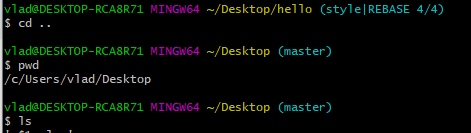 vlad@DESKTOP-RCA8R71 MINGW64 ~/Desktop/hello (style|REBASE 4/4)
$ cd ..
vlad@DESKTOP-RCA8R71 MINGW64 ~/Desktop (master)
$ pwd
/c/Users/vlad/Desktop
vlad@DESKTOP-RCA8R71 MINGW64 ~/Desktop (master)
$ ls